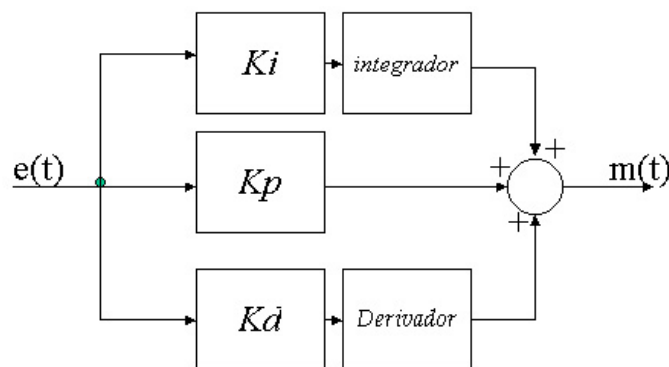 Ki
integrador
e(t)
Kp
+
+
+
m(t)
Kd
Derivador